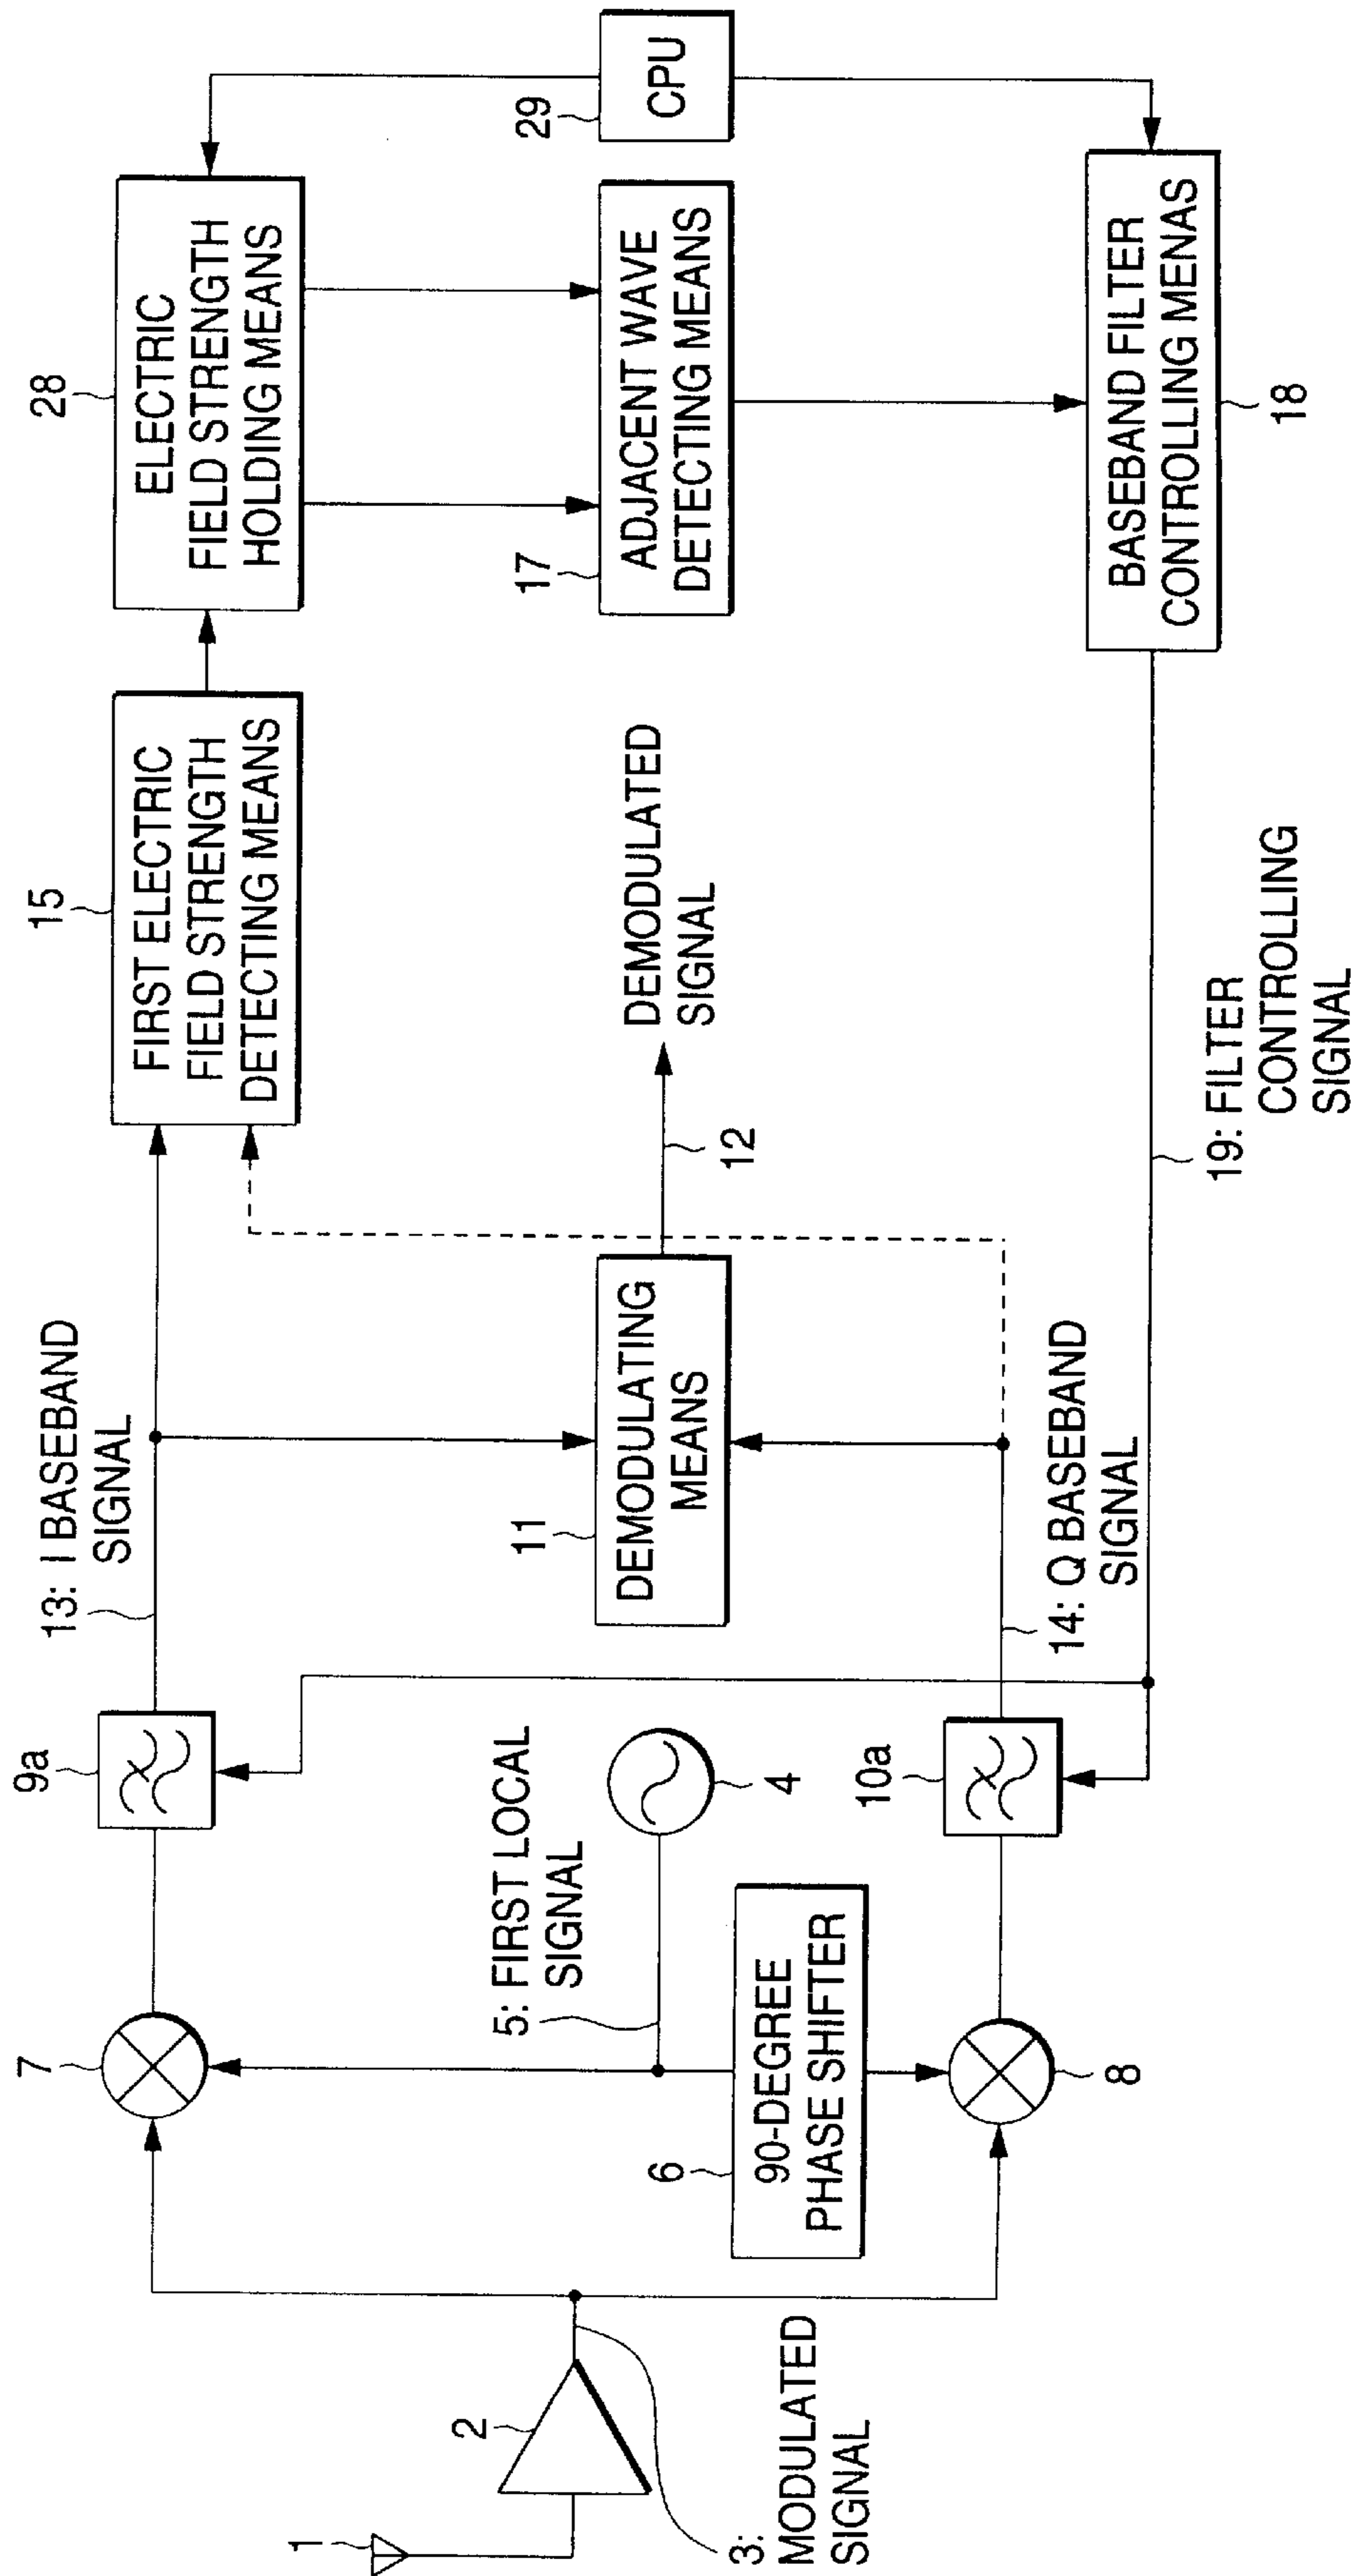 1
2
3:
MODULATED
SIGNAL
7
8
6
90-DEGREE
PHASE SHIFTER
5: FIRST LOCAL
SIGNAL
4
9a
10a
13: I BASEBAND
SIGNAL
14: Q BASEBAND
SIGNAL
11
DEMODULATING
MEANS
12
DEMODULATED
SIGNAL
15
FIRST ELECTRIC
FIELD STRENGTH
DETECTING MEANS
19: FILTER
CONTROLLING
SIGNAL
28
ELECTRIC
FIELD STRENGTH
HOLDING MEANS
17
ADJACENT WAVE
DETECTING MEANS
BASEBAND FILTER
CONTROLLING MENAS
18
29
CPU